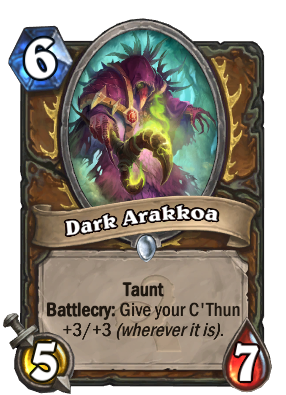 6
Dark Arakkoa
Taunt
Battlecry: Give your C'Thun
+3/+3 (wherever it is).
5
7